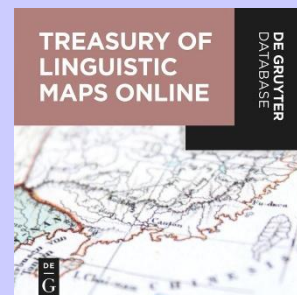 TREASURY OF
LINGUISTIC
MAPS ONLINE
DE GRUYTER
DATABASE
DE
G